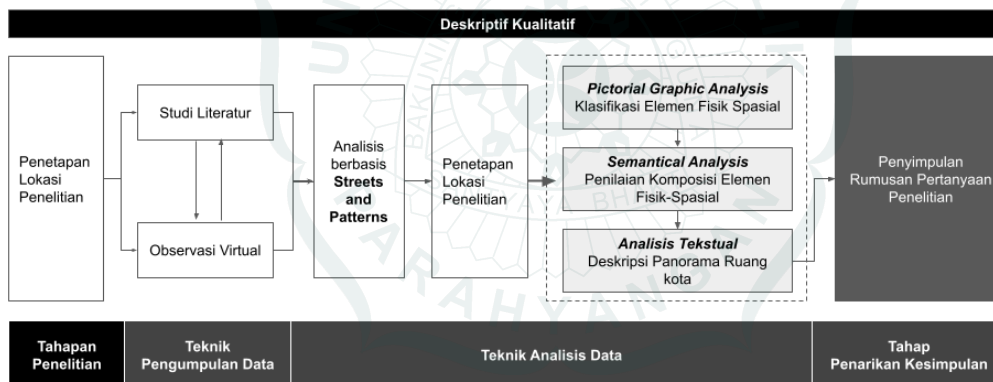 Deskriptif Kualitatif
Penetapan
Lokasi
Penelitian
Studi Literatur
Observasi Virtual
Analisis
berbasis
Streets
and
Patterns
Penetapan
Lokasi
Penelitian
Pictorial Graphic Analysis
Klasifikasi Elemen Fisik Spasial
Semantical Analysis
Penilaian Komposisi Elemen
Fisik-Spasial
Analisis Tekstual
Deskripsi Panorama Ruang
kota
Penyimpulan
Rumusan Pertanyaan
Penelitian
Tahapan
Penelitian
Teknik
Pengumpulan Data
Teknik Analisis Data
Tahap
Penarikan Kesimpulan